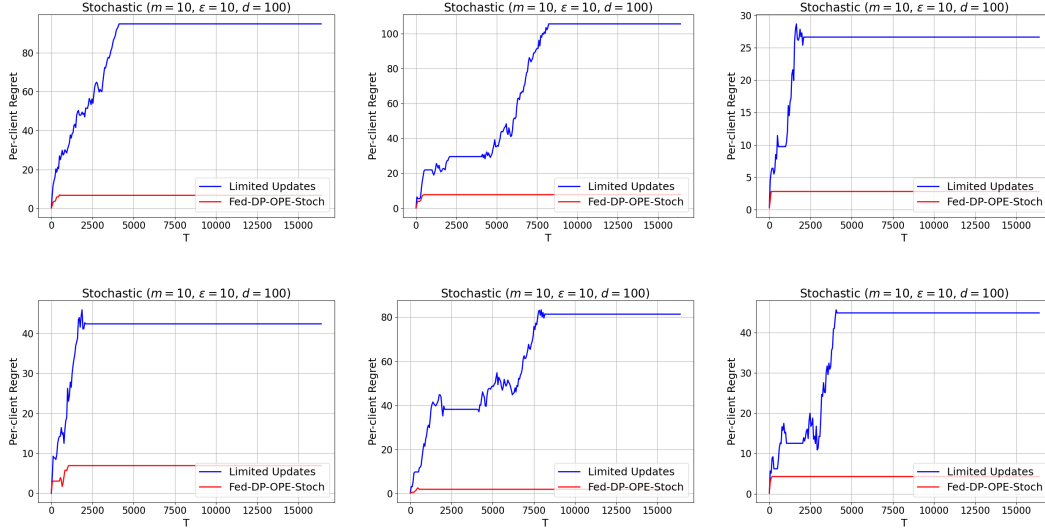 Stochastic (m = 10, ε = 10, d = 100)
Per-client Regret
80
60
40
20
0
Limited Updates
Fed-DP-OPE-Stoch
0 2500 5000 7500 10000 12500 15000
T
Stochastic (m = 10, ε = 10, d = 100)
Per-client Regret
100
80
60
40
20
0
Limited Updates
Fed-DP-OPE-Stoch
0 2500 5000 7500 10000 12500 15000
T
Stochastic (m = 10, ε = 10, d = 100)
Per-client Regret
30
25
20
15
10
5
0
Limited Updates
Fed-DP-OPE-Stoch
0 2500 5000 7500 10000 12500 15000
T
Stochastic (m = 10, ε = 10, d = 100)
Per-client Regret
40
30
20
10
0
Limited Updates
Fed-DP-OPE-Stoch
0 2500 5000 7500 10000 12500 15000
T
Stochastic (m = 10, ε = 10, d = 100)
Per-client Regret
80
60
40
20
0
Limited Updates
Fed-DP-OPE-Stoch
0 2500 5000 7500 10000 12500 15000
T
Stochastic (m = 10, ε = 10, d = 100)
Per-client Regret
40
30
20
10
0
Limited Updates
Fed-DP-OPE-Stoch
0 2500 5000 7500 10000 12500 15000
T